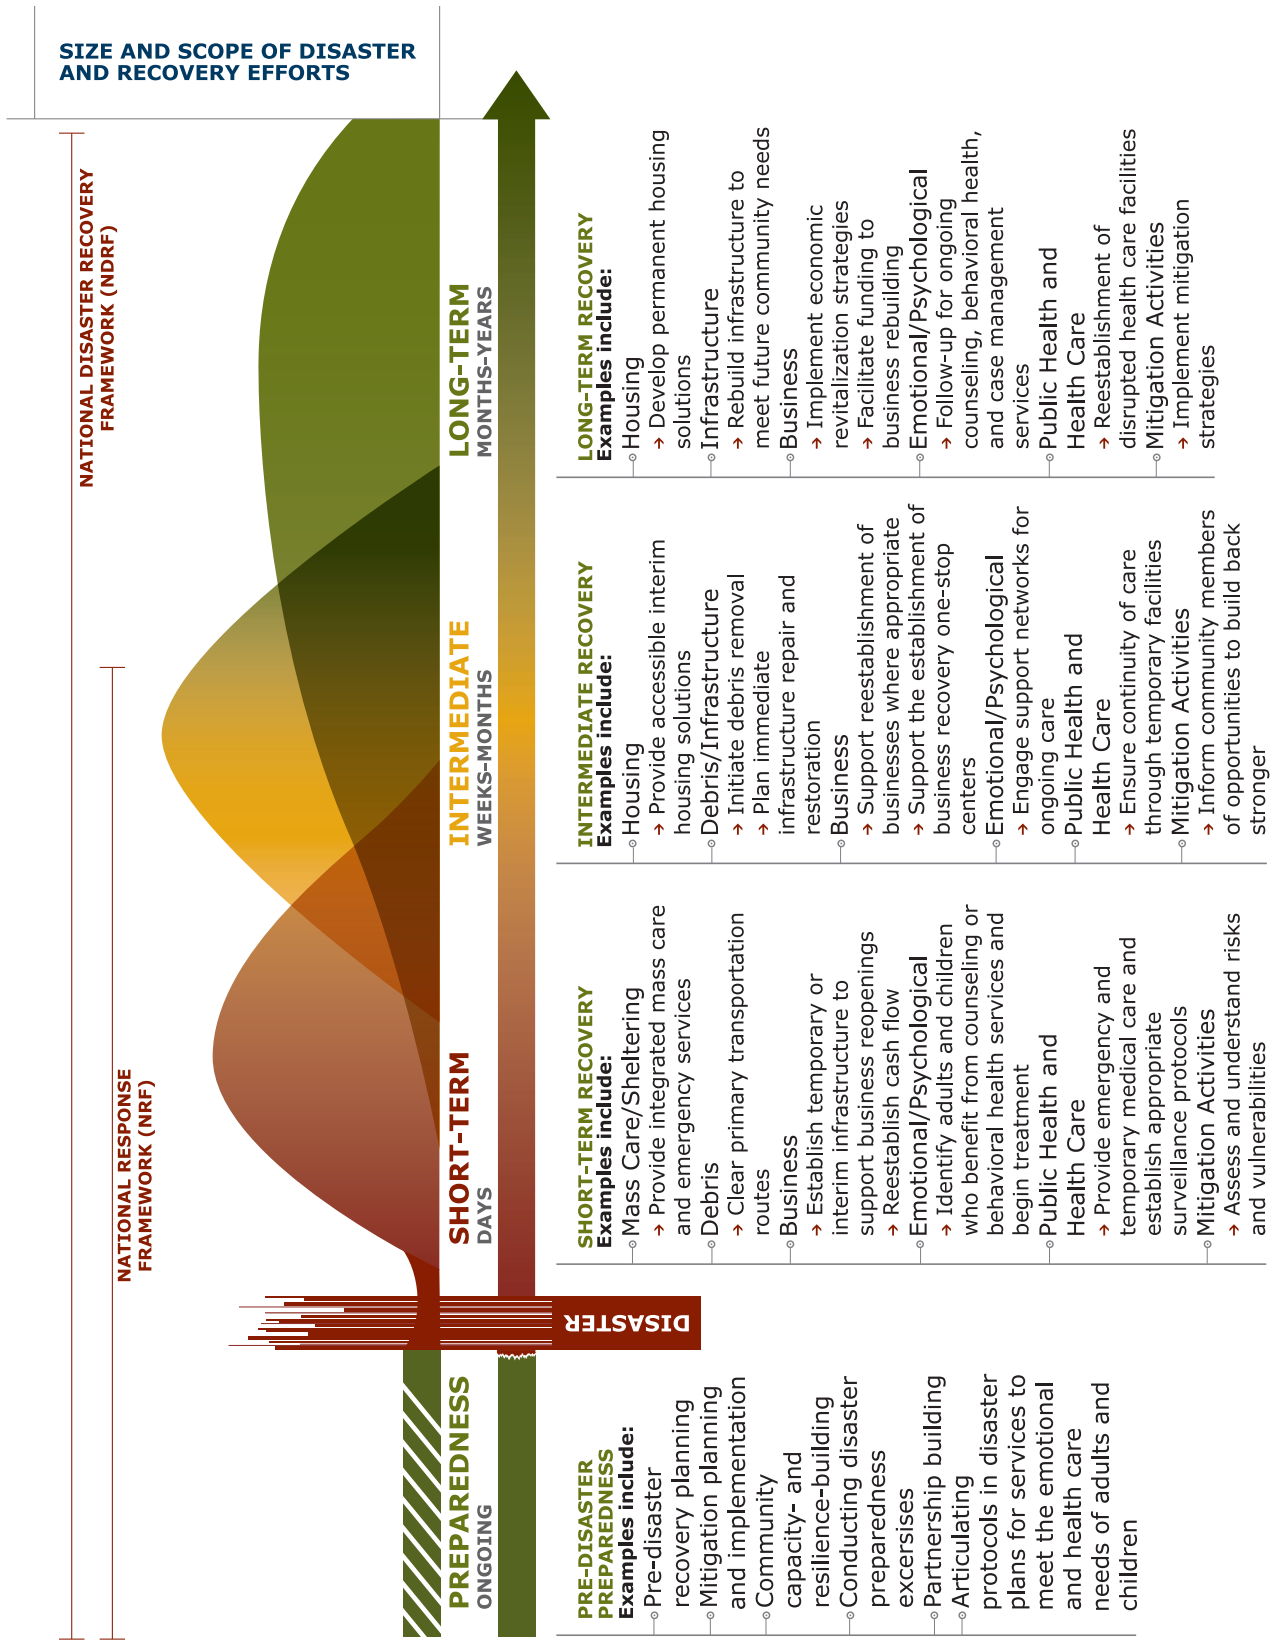 SIZE AND SCOPE OF DISASTER
AND RECOVERY EFFORTS
NATIONAL DISASTER RECOVERY
FRAMEWORK (NDRF)
NATIONAL RESPONSE
FRAMEWORK (NRF)
PREPAREDNESS
ONGOING
SHORT-TERM
DAYS
INTERMEDIATE
WEEKS-MONTHS
LONG-TERM
MONTHS-YEARS
DISASTER
PRE-DISASTER
PREPAREDNESS
Examples include:
Pre-disaster
recovery planning
Mitigation planning
and implementation
Community
capacity- and
resilience-building
Conducting disaster
preparedness
excersises
Partnership building
Articulating
protocols in disaster
plans for services to
meet the emotional
and health care
needs of adults and
children
SHORT-TERM RECOVERY
Examples include:
Mass Care/Sheltering
→ Provide integrated mass care
and emergency services
Debris
→ Clear primary transportation
routes
Business
→ Establish temporary or
interim infrastructure to
support business reopenings
→ Reestablish cash flow
Emotional/Psychological
→ Identify adults and children
who benefit from counseling or
behavioral health services and
begin treatment
Public Health and
Health Care
→ Provide emergency and
temporary medical care and
establish appropriate
surveillance protocols
Mitigation Activities
→ Assess and understand risks
and vulnerabilities
INTERMEDIATE RECOVERY
Examples include:
Housing
→ Provide accessible interim
housing solutions
Debris/Infrastructure
→ Initiate debris removal
→ Plan immediate
infrastructure repair and
restoration
Business
→ Support reestablishment of
businesses where appropriate
→ Support the establishment of
business recovery one-stop
centers
Emotional/Psychological
→ Engage support networks for
ongoing care
Public Health and
Health Care
→ Ensure continuity of care
through temporary facilities
Mitigation Activities
→ Inform community members
of opportunities to build back
stronger
LONG-TERM RECOVERY
Examples include:
Housing
→ Develop permanent housing
solutions
Infrastructure
→ Rebuild infrastructure to
meet future community needs
Business
→ Implement economic
revitalization strategies
→ Facilitate funding to
business rebuilding
Emotional/Psychological
→ Follow-up for ongoing
counseling, behavioral health,
and case management
services
Public Health and
Health Care
→ Reestablishment of
disrupted health care facilities
Mitigation Activities
→ Implement mitigation
strategies